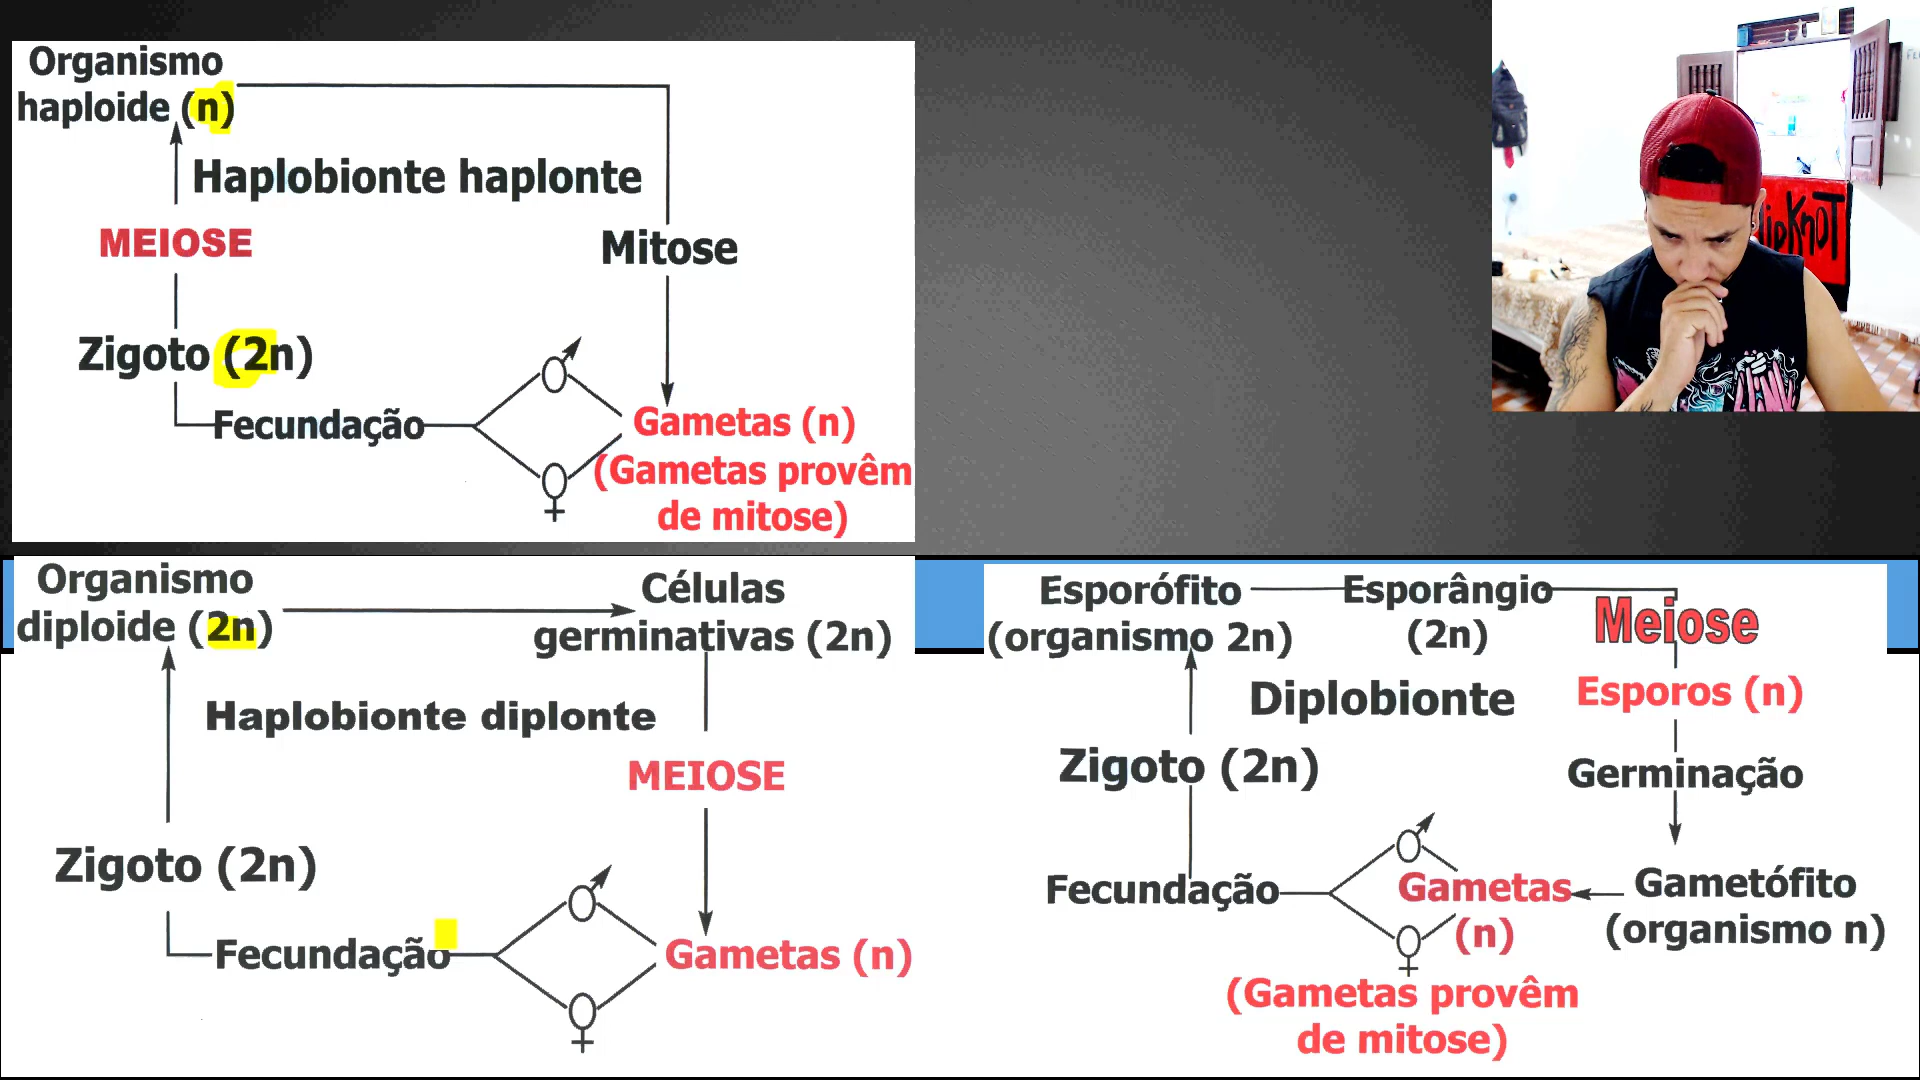 Organismo
haploide (n)
Haplobionte haplonte
MEIOSE
Mitose
Zigoto (2n)
Fecundação
Gametas (n)
(Gametas provêm
de mitose)
Organismo
diploide (2n)
Células
germinativas (2n)
Haplobionte diplonte
MEIOSE
Zigoto (2n)
Fecundação
Gametas (n)
Esporófito
(organismo 2n)
Esporângio
(2n)
Meiose
Diplobionte
Esporos (n)
Zigoto (2n)
Germinação
Fecundação
Gametas
(n)
Gametófito
(organismo n)
(Gametas provêm
de mitose)